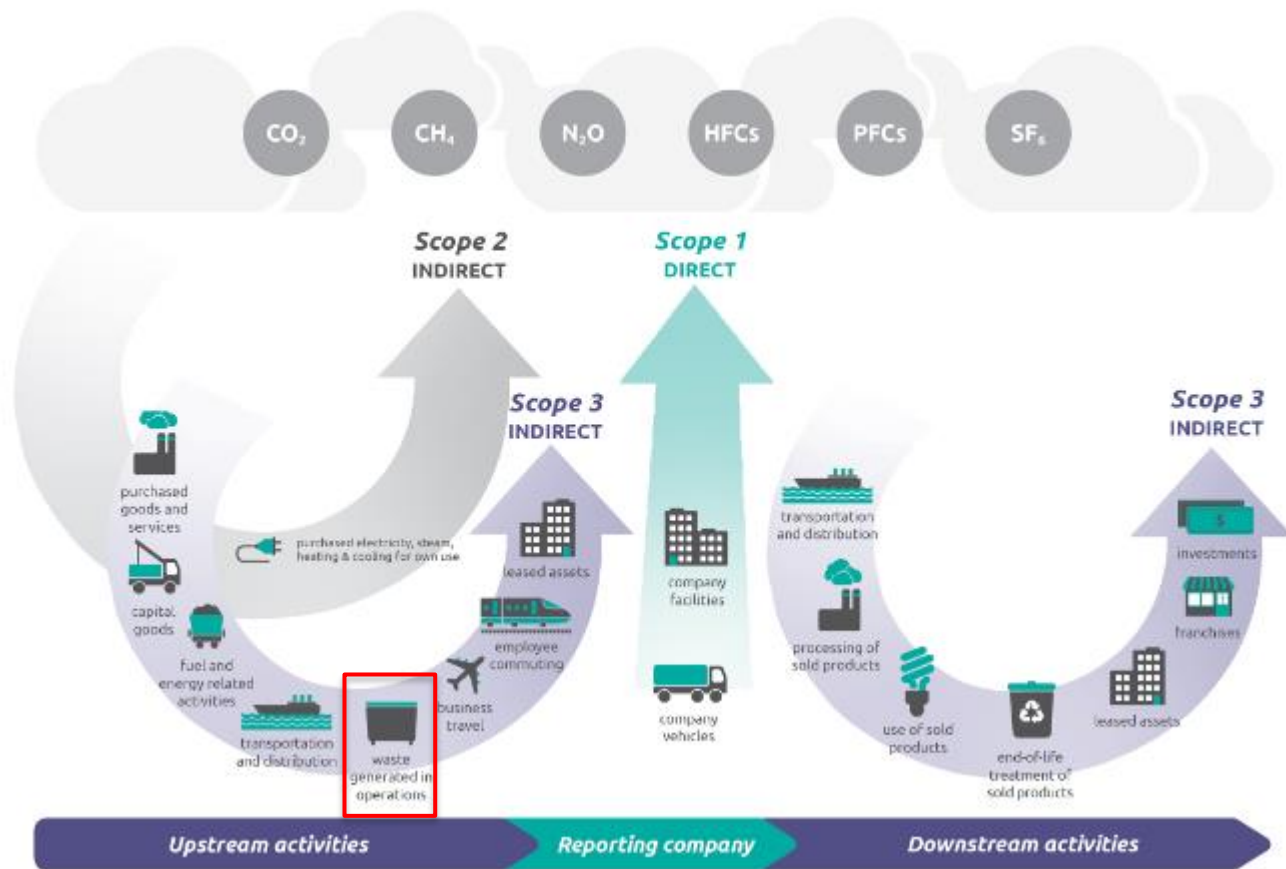 CO₂
CH₄
N₂O
HFCs
PFCs
SF₆
Scope 2
INDIRECT
Scope 1
DIRECT
Scope 3
INDIRECT
Scope 3
INDIRECT
purchased
goods and
services
capital
goods
fuel and
energy related
activities
transportation
and distribution
waste
generated in
operations
business
travel
employee
commuting
leased assets
purchased electricity, steam,
heating & cooling for own use
company
facilities
company
vehicles
transportation
and distribution
processing of
sold products
use of sold
products
end-of-life
treatment of
sold products
leased assets
franchises
investments
$
Upstream activities
Reporting company
Downstream activities